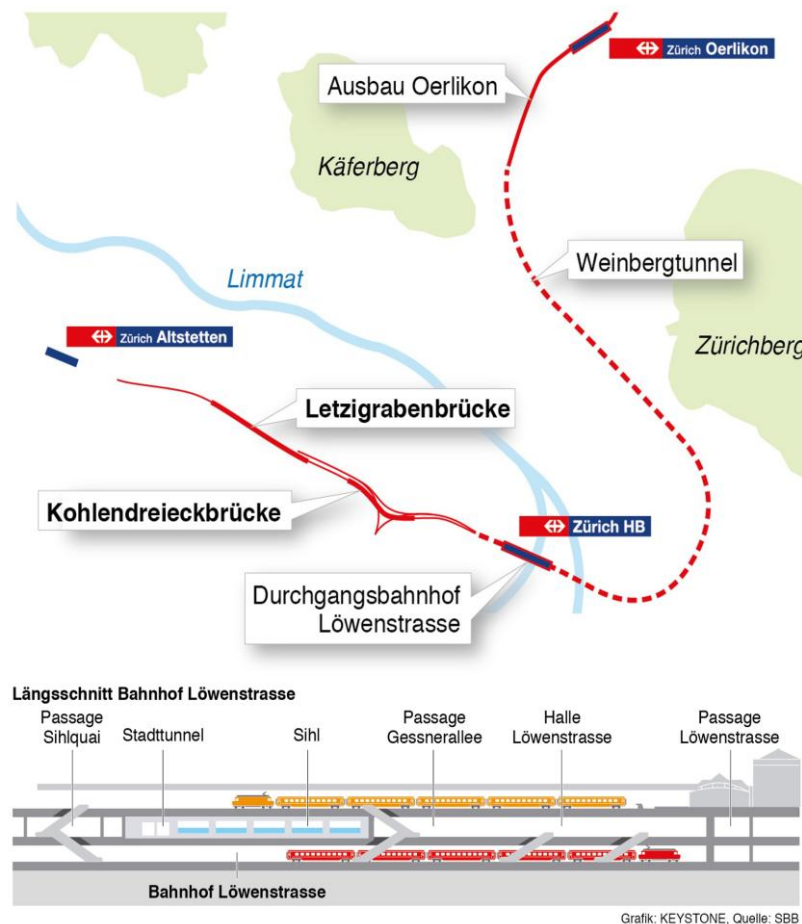 Zürich Oerlikon
Ausbau Oerlikon
Käferberg
Weinbergtunnel
Limmat
Zürich Altstetten
Zürichberg
Letzigrabenbrücke
Kohlendreieckbrücke
Zürich HB
Durchgangsbahnhof
Löwenstrasse
Längsschnitt Bahnhof Löwenstrasse
Passage
Sihlquai
Stadttunnel
Sihl
Passage
Gessnerallee
Halle
Löwenstrasse
Passage
Löwenstrasse
Bahnhof Löwenstrasse
Grafik: KEYSTONE, Quelle: SBB